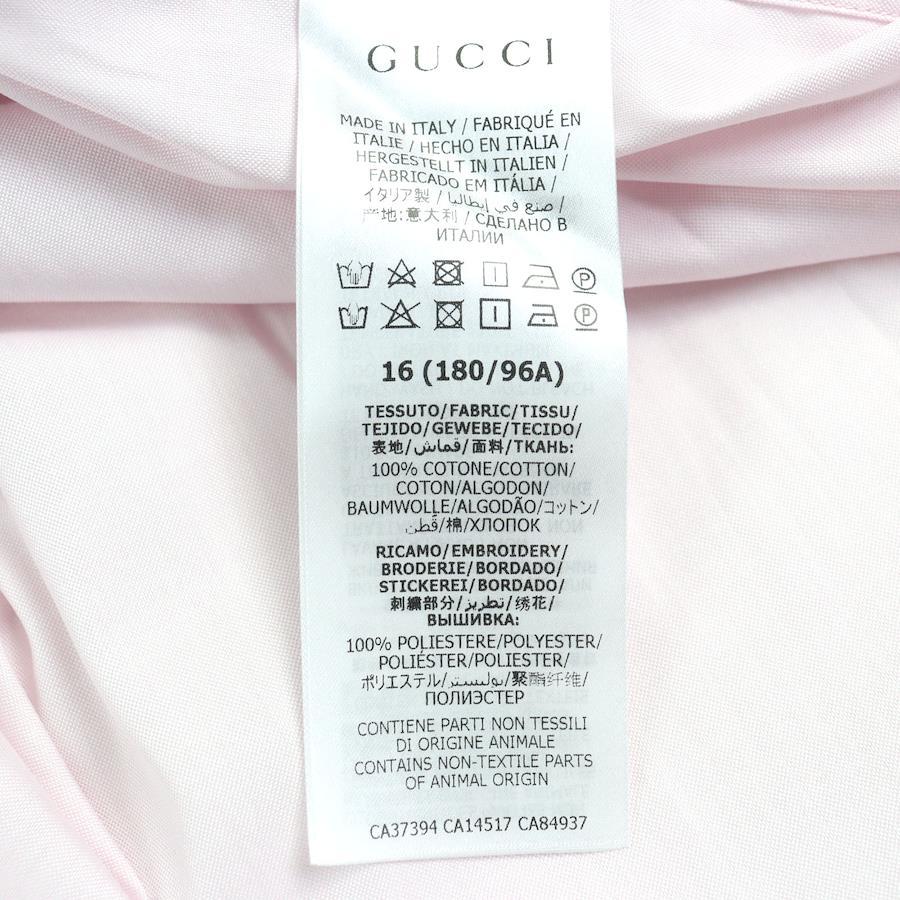 GUCCI
MADE IN ITALY / FABRIQUÉ EN
ITALIE / HECHO EN ITALIA /
HERGESTELLT IN ITALIEN /
FABRICADO EM ITÁLIA /
イタリア製 / صنع في إيطاليا /
产地:意大利 / СДЕЛАНО В
ИТАЛИИ
P
P
16 (180/96A)
TESSUTO/FABRIC/TISSU/
TEJIDO/GEWEBE/TECIDO/
表地/قماش/面料/ТКАНЬ:
100% COTONE/COTTON/
COTON/ALGODON/
BAUMWOLLE/ALGODÃO/コットン/
قطن/棉/ХЛОПОК
RICAMO/EMBROIDERY/
BRODERIE/BORDADO/
STICKEREI/BORDADO/
刺繍部分/تطريز/绣花/
ВЫШИВКА:
100% POLIESTERE/POLYESTER/
POLIÉSTER/POLIESTER/
ポリエステル/بوليستر/聚酯纤维/
ПОЛИЭСТЕР
CONTIENE PARTI NON TESSILI
DI ORIGINE ANIMALE
CONTAINS NON-TEXTILE PARTS
OF ANIMAL ORIGIN
CA37394 CA14517 CA84937